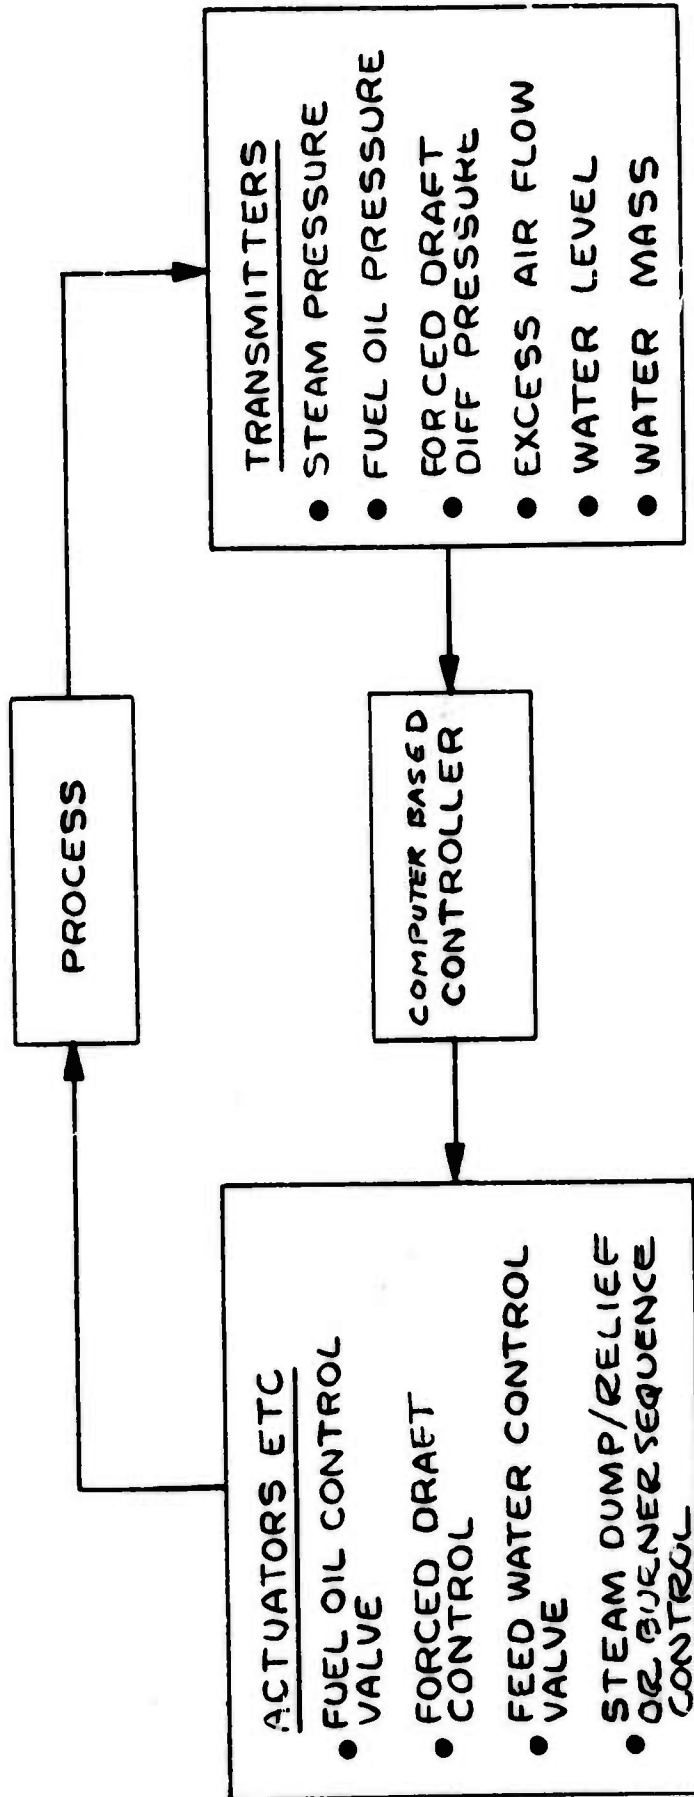 PROCESS
ACTUATORS ETC
● FUEL OIL CONTROL
VALVE
● FORCED DRAFT
CONTROL
● FEED WATER CONTROL
VALVE
● STEAM DUMP/RELIEF
OR BURNER SEQUENCE
CONTROL
COMPUTER BASED
CONTROLLER
TRANSMITTERS
● STEAM PRESSURE
● FUEL OIL PRESSURE
● FORCED DRAFT
DIFF PRESSURE
● EXCESS AIR FLOW
● WATER LEVEL
● WATER MASS